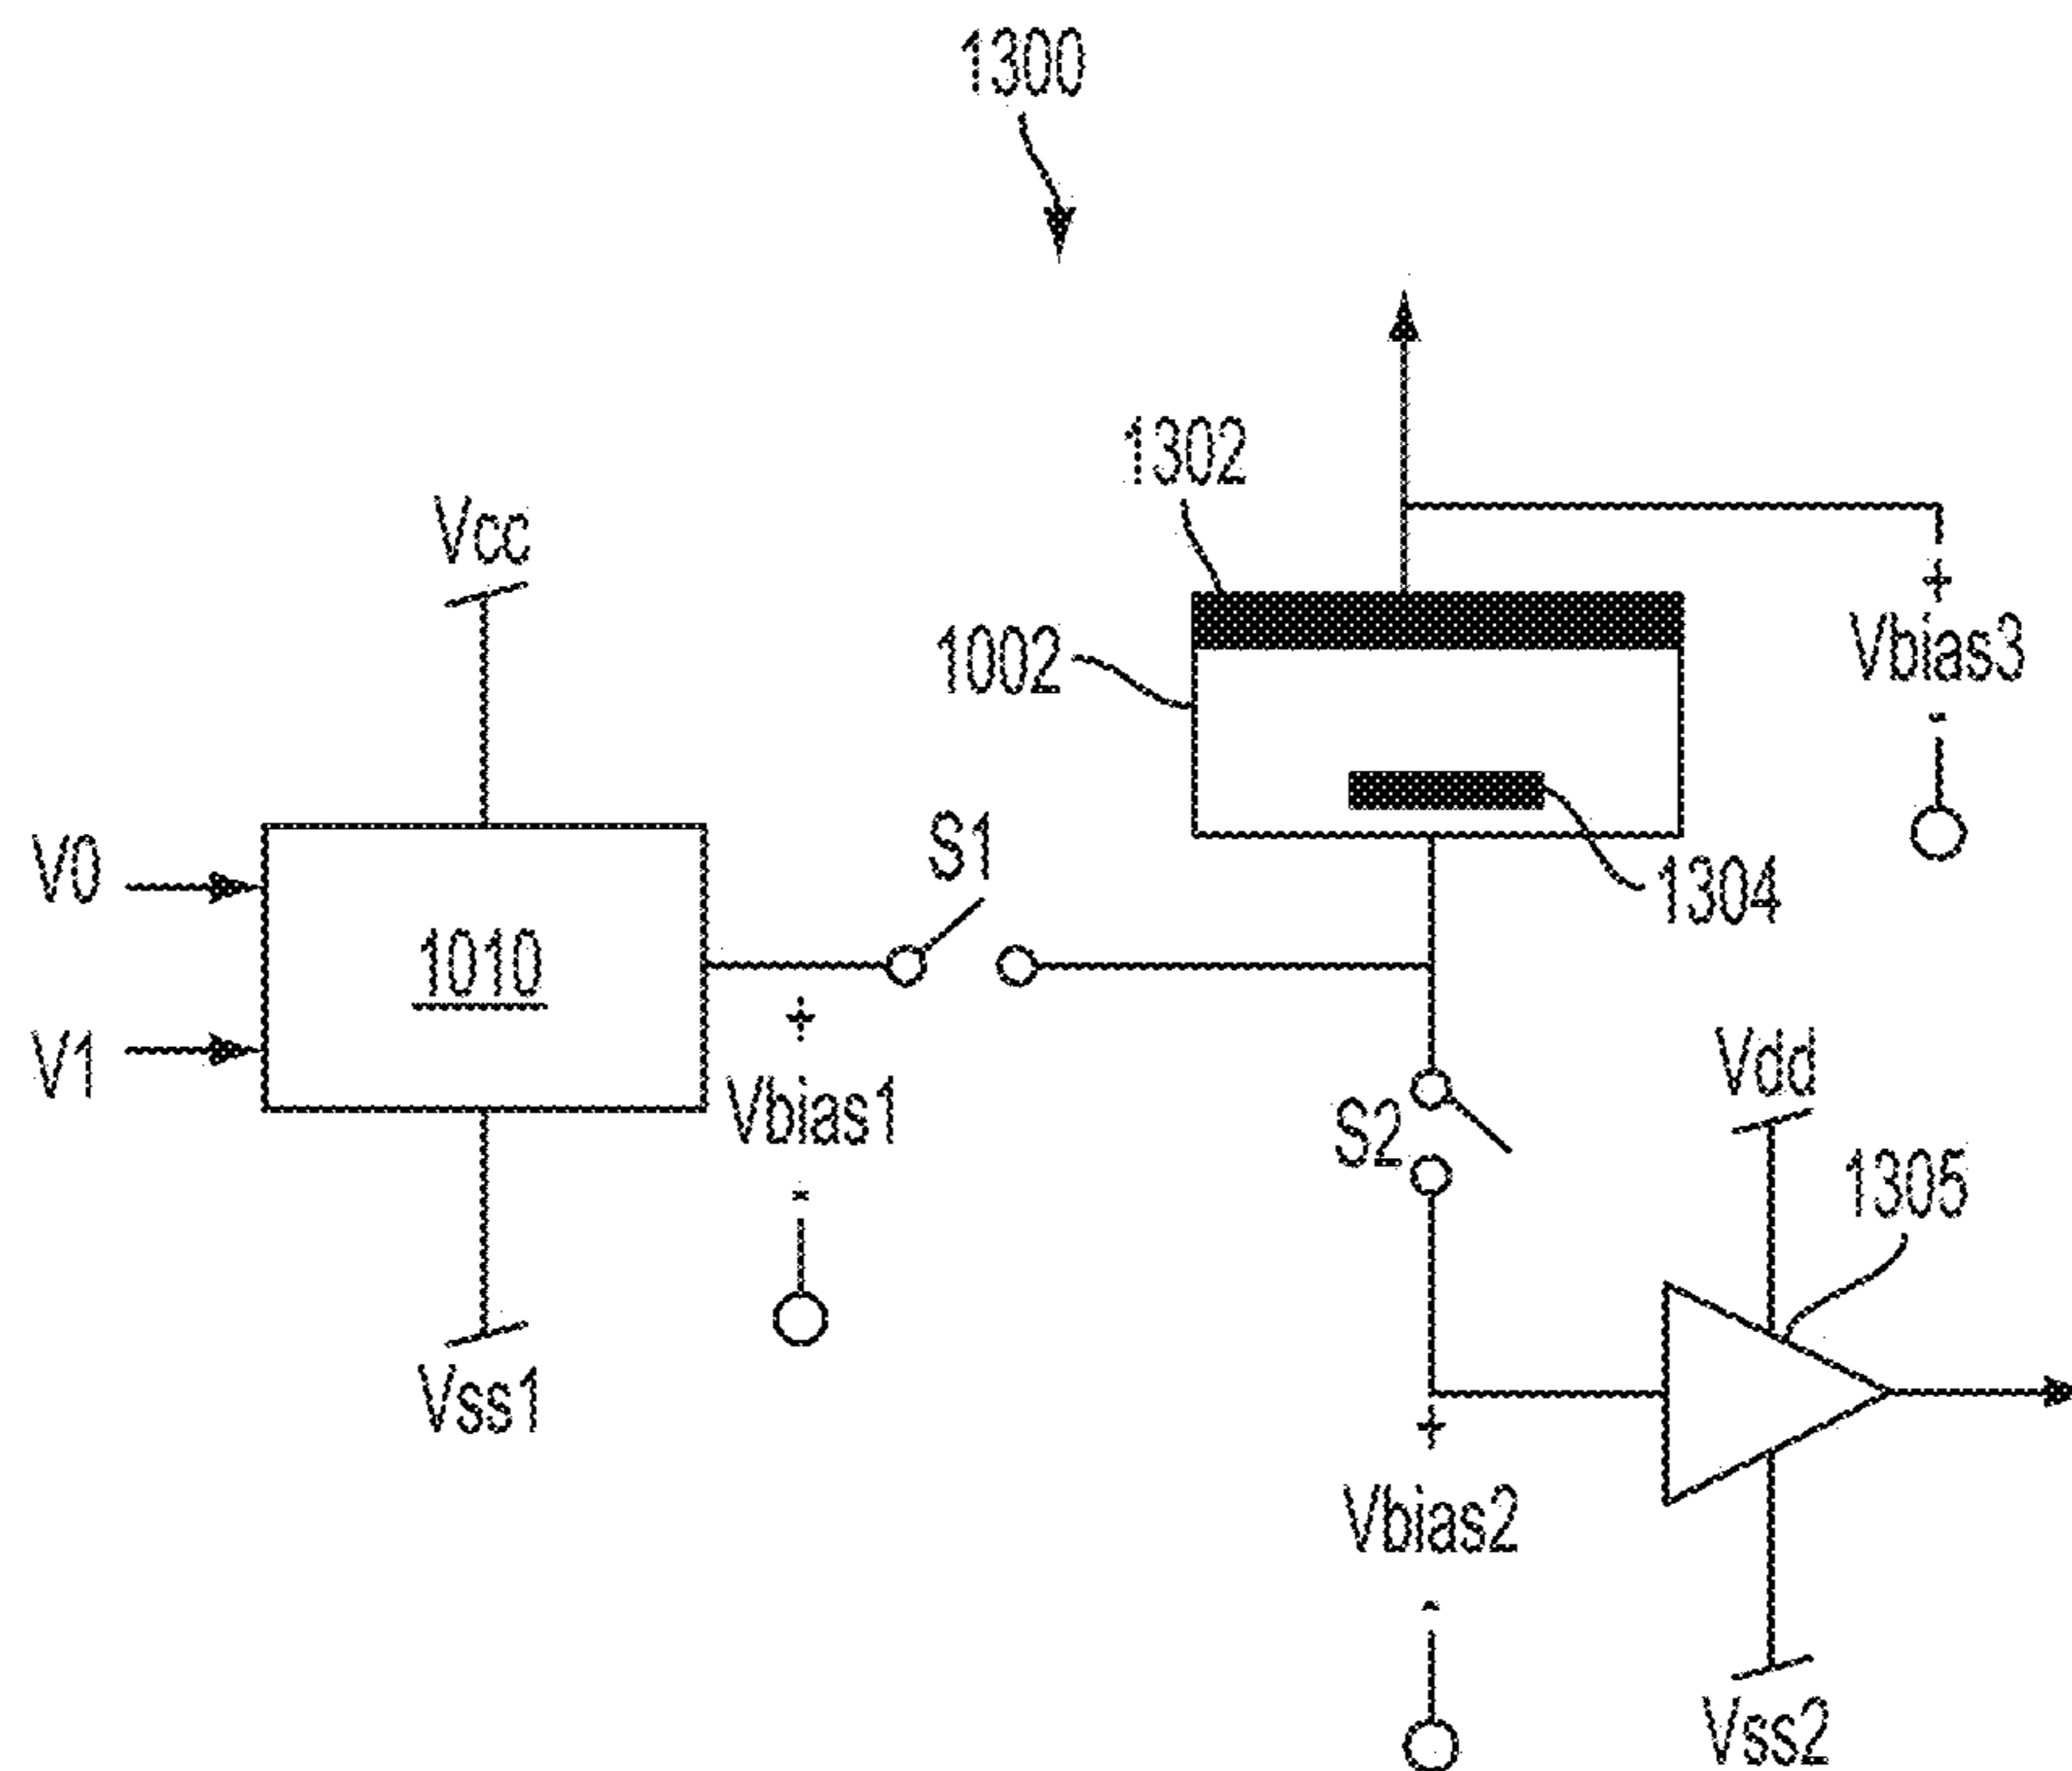 1300
1302
Vcc
1002
Vbias3
V0
S1
1304
1010
V1
Vbias1
S2
Vdd
1305
Vss1
Vbias2
Vss2